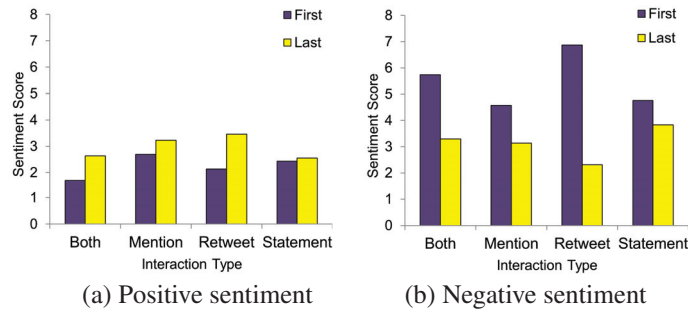 8
7
6
5
4
3
2
1
0
Sentiment Score
First
Last
Both Mention Retweet Statement
Interaction Type
(a) Positive sentiment
8
7
6
5
4
3
2
1
0
Sentiment Score
First
Last
Both Mention Retweet Statement
Interaction Type
(b) Negative sentiment